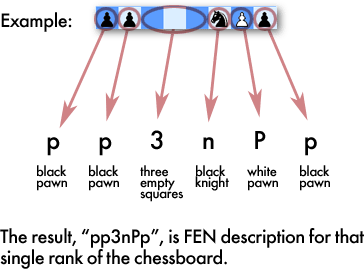 Example:
p p 3 n P p
black pawn black pawn three empty squares black knight white pawn black pawn
The result, “pp3nPp”, is FEN description for that
single rank of the chessboard.